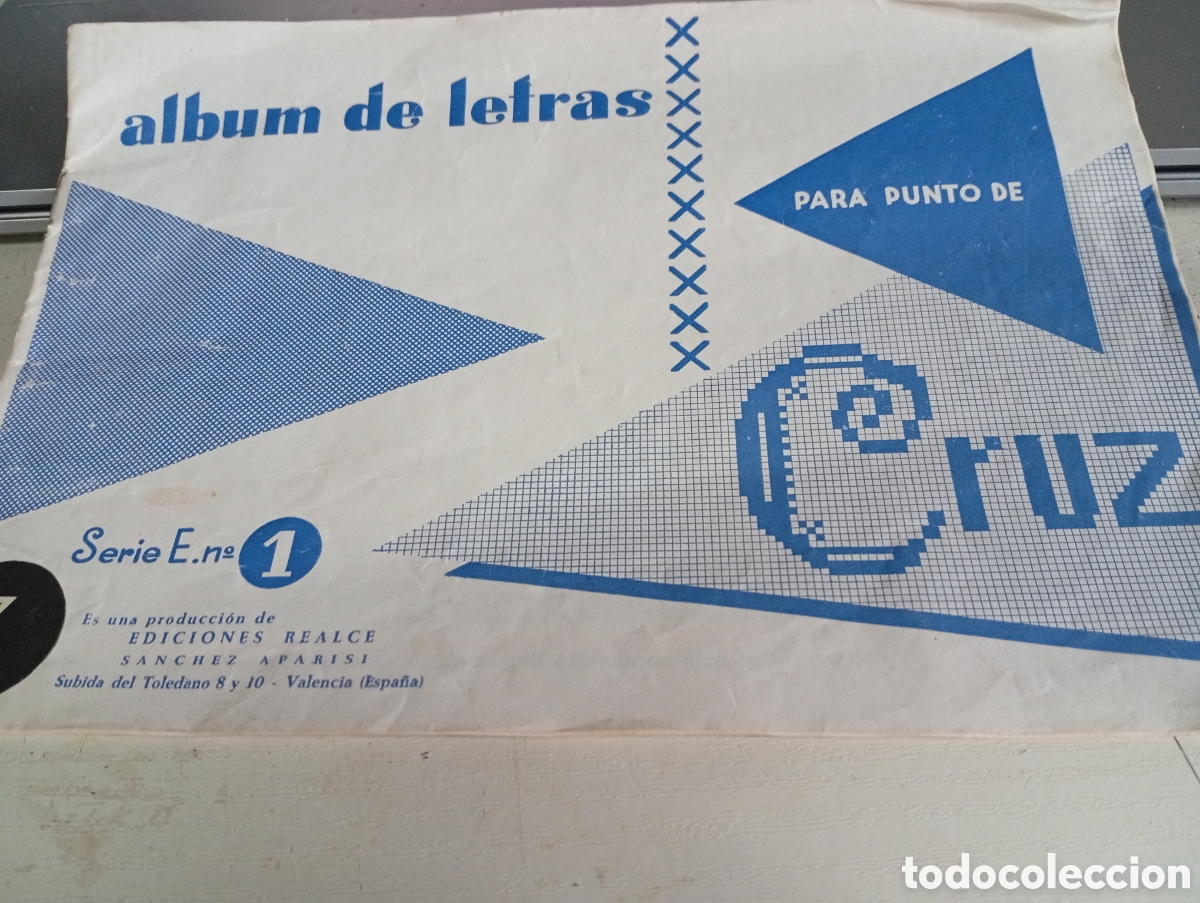 album de letras
PARA PUNTO DE
Cruz
Serie E. nº 1
Es una producción de
EDICIONES REALCE
SANCHEZ APARISI
Subida del Toledano 8 y 10 - Valencia (España)
todocoleccion